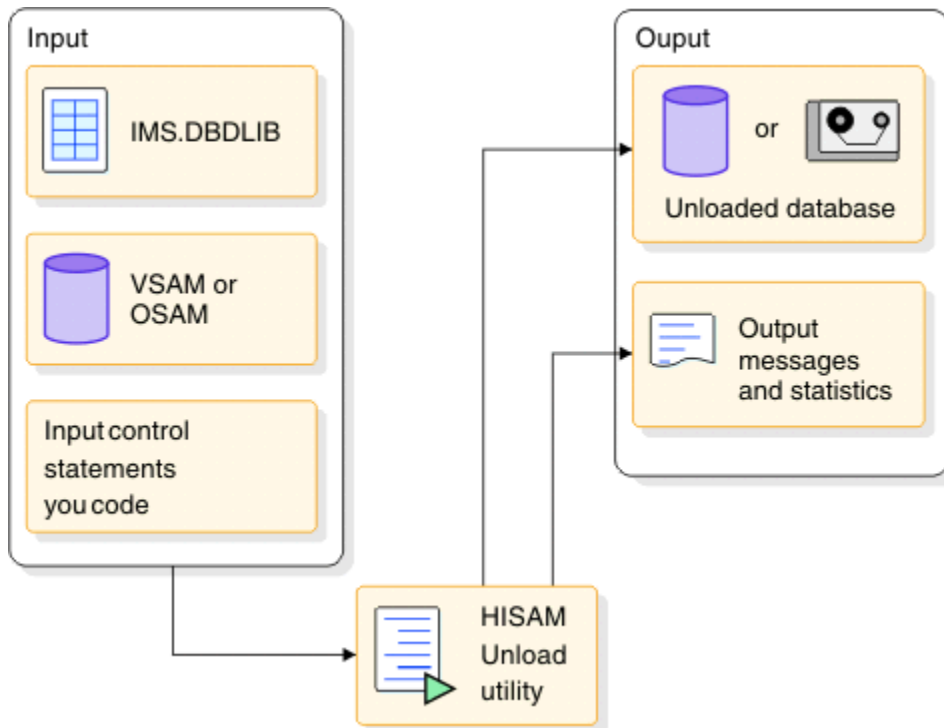 Input
IMS.DBDLIB
VSAM or
OSAM
Input control
statements
you code
HISAM
Unload
utility
Ouput
or
Unloaded database
Output
messages
and statistics